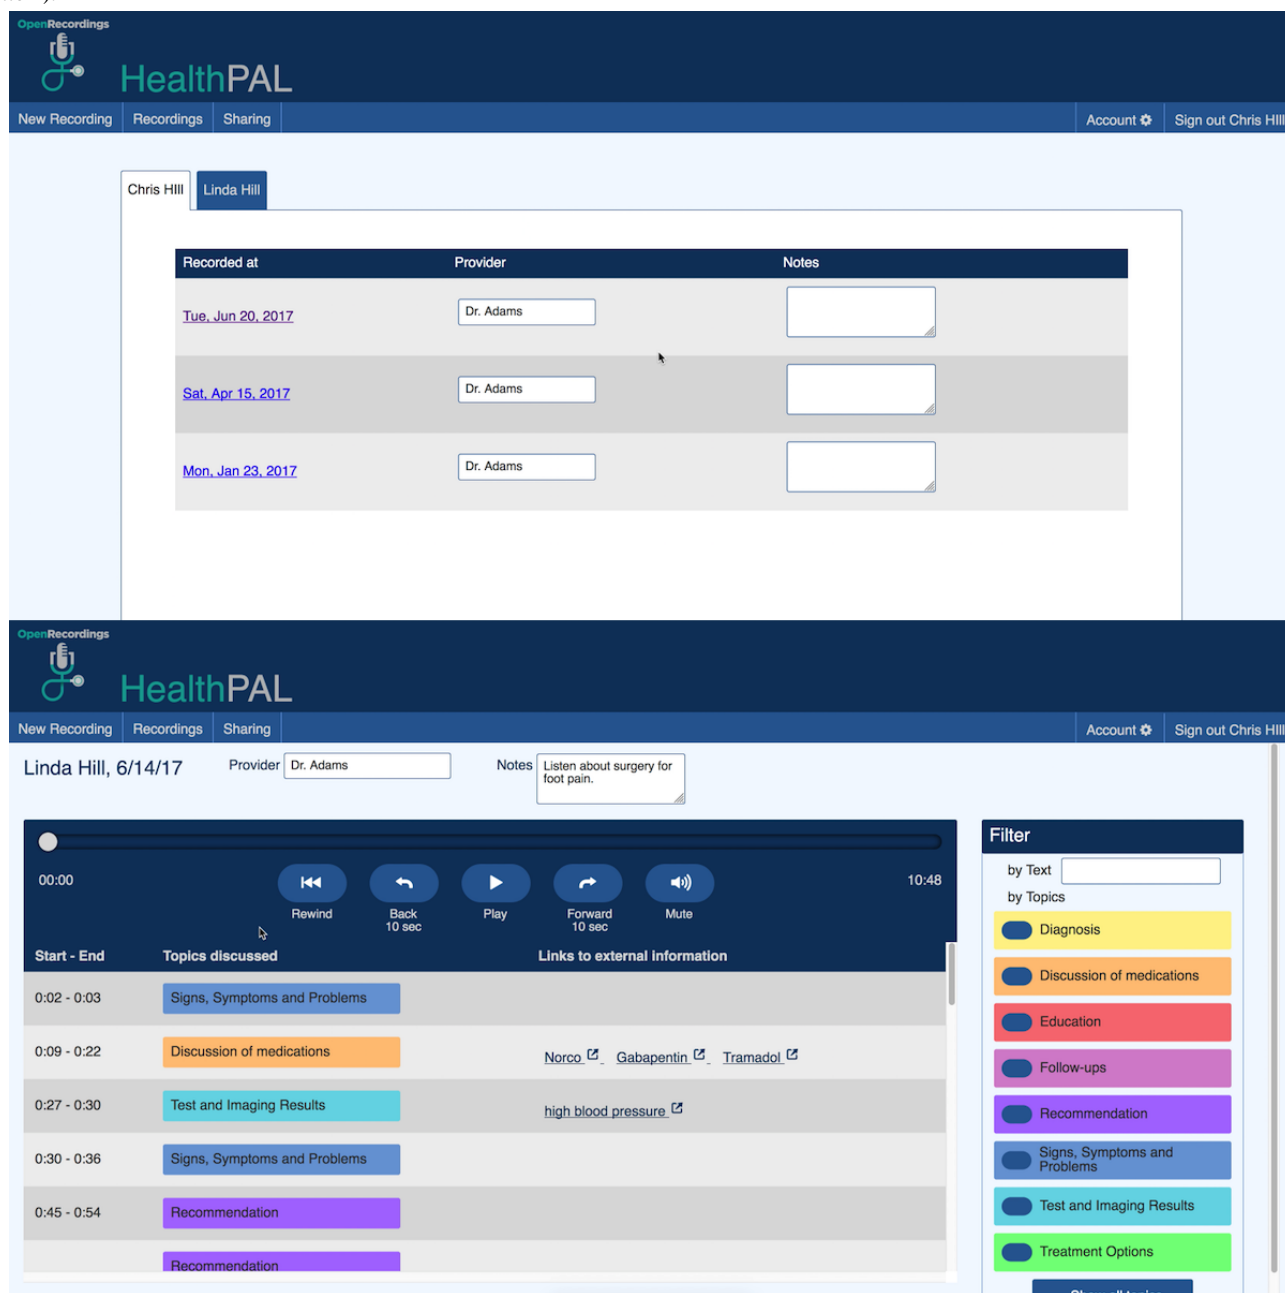 OpenRecordings
HealthPAL
New Recording Recordings Sharing Account Sign out Chris HIll
Chris HIll Linda Hill
Recorded at Provider Notes
Tue, Jun 20, 2017 Dr. Adams
Sat, Apr 15, 2017 Dr. Adams
Mon, Jan 23, 2017 Dr. Adams
OpenRecordings
HealthPAL
New Recording Recordings Sharing Account Sign out Chris HIll
Linda Hill, 6/14/17 Provider Dr. Adams Notes Listen about surgery for
foot pain.
00:00 10:48
Rewind Back
10 sec Play Forward
10 sec Mute
Start - End Topics discussed Links to external information
0:02 - 0:03 Signs, Symptoms and Problems
0:09 - 0:22 Discussion of medications Norco Gabapentin Tramadol
0:27 - 0:30 Test and Imaging Results high blood pressure
0:30 - 0:36 Signs, Symptoms and Problems
0:45 - 0:54 Recommendation
Recommendation
Filter
by Text
by Topics
Diagnosis
Discussion of medications
Education
Follow-ups
Recommendation
Signs, Symptoms and
Problems
Test and Imaging Results
Treatment Options